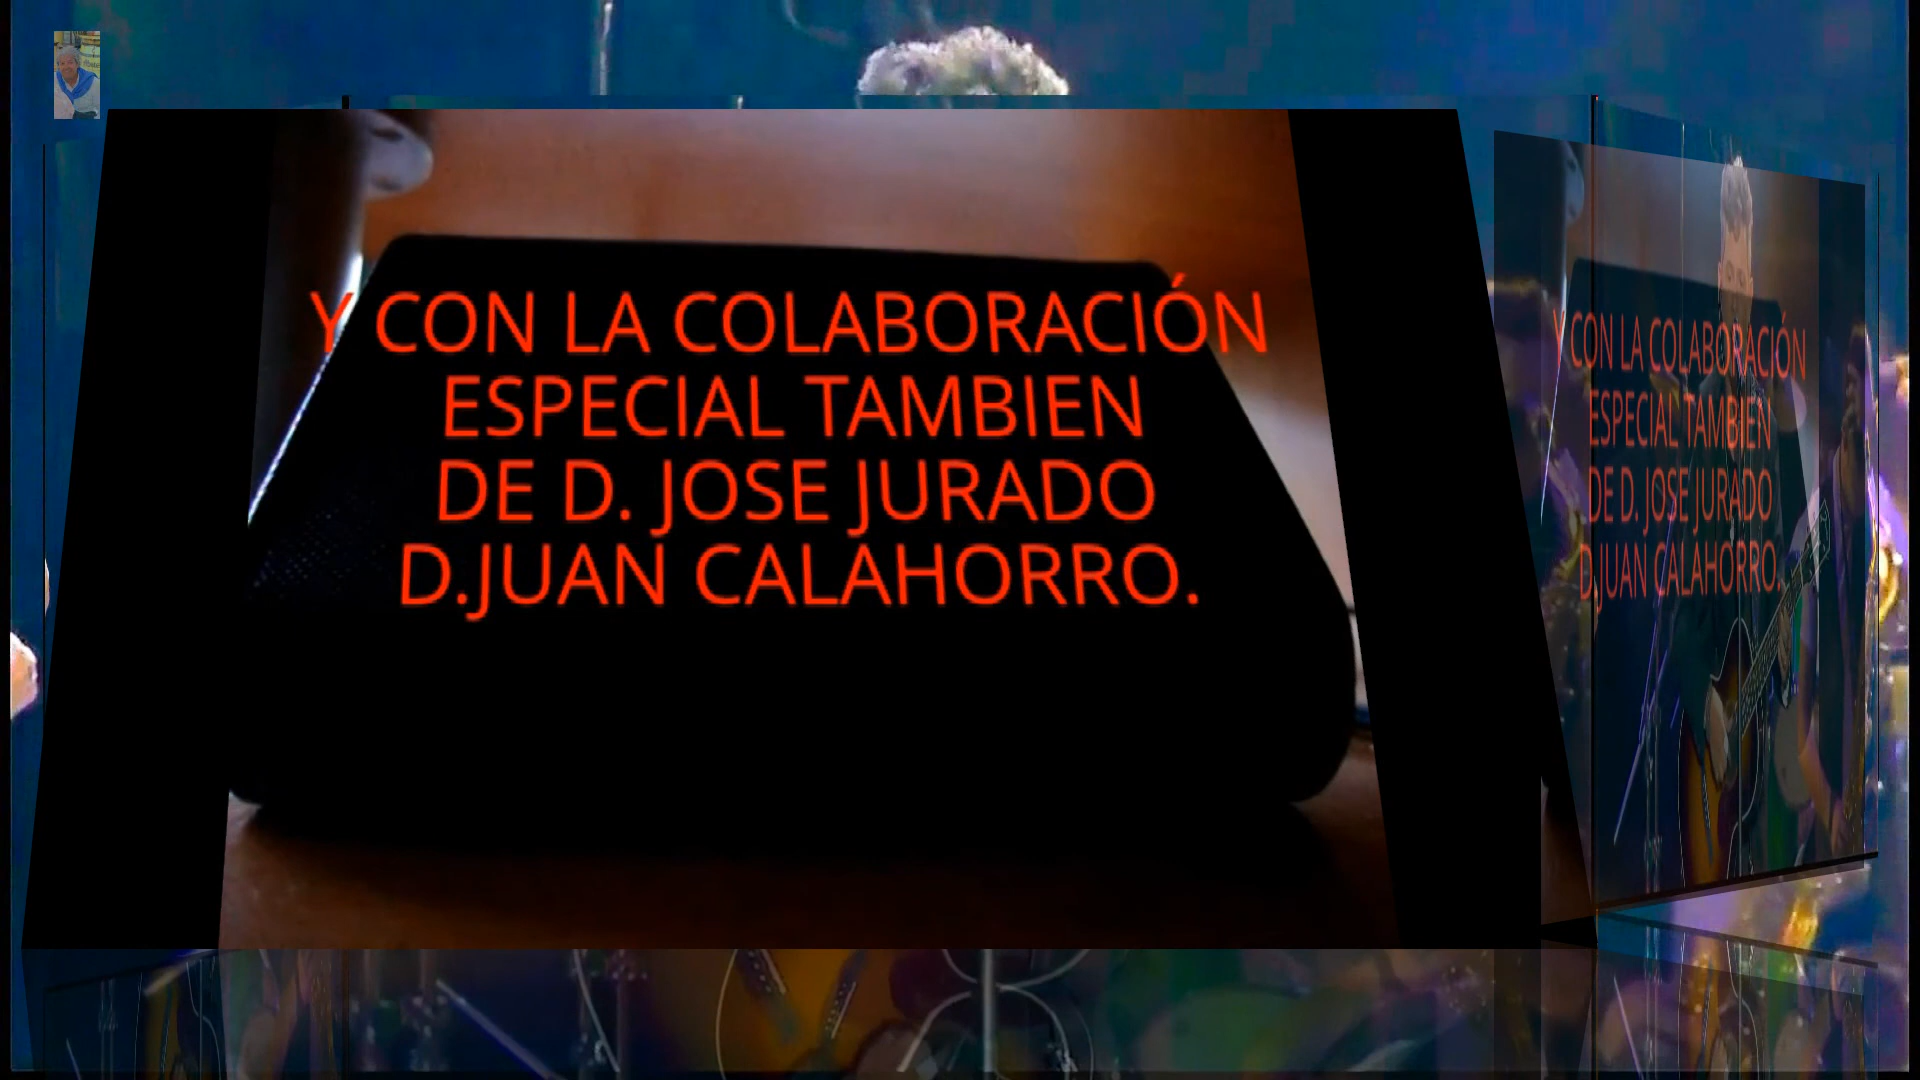 Y CON LA COLABORACIÓN
ESPECIAL TAMBIEN
DE D. JOSE JURADO
D.JUAN CALAHORRO.
Y CON LA COLABORACIÓN
ESPECIAL TAMBIEN
DE D. JOSE JURADO
D.JUAN CALAHORRO.